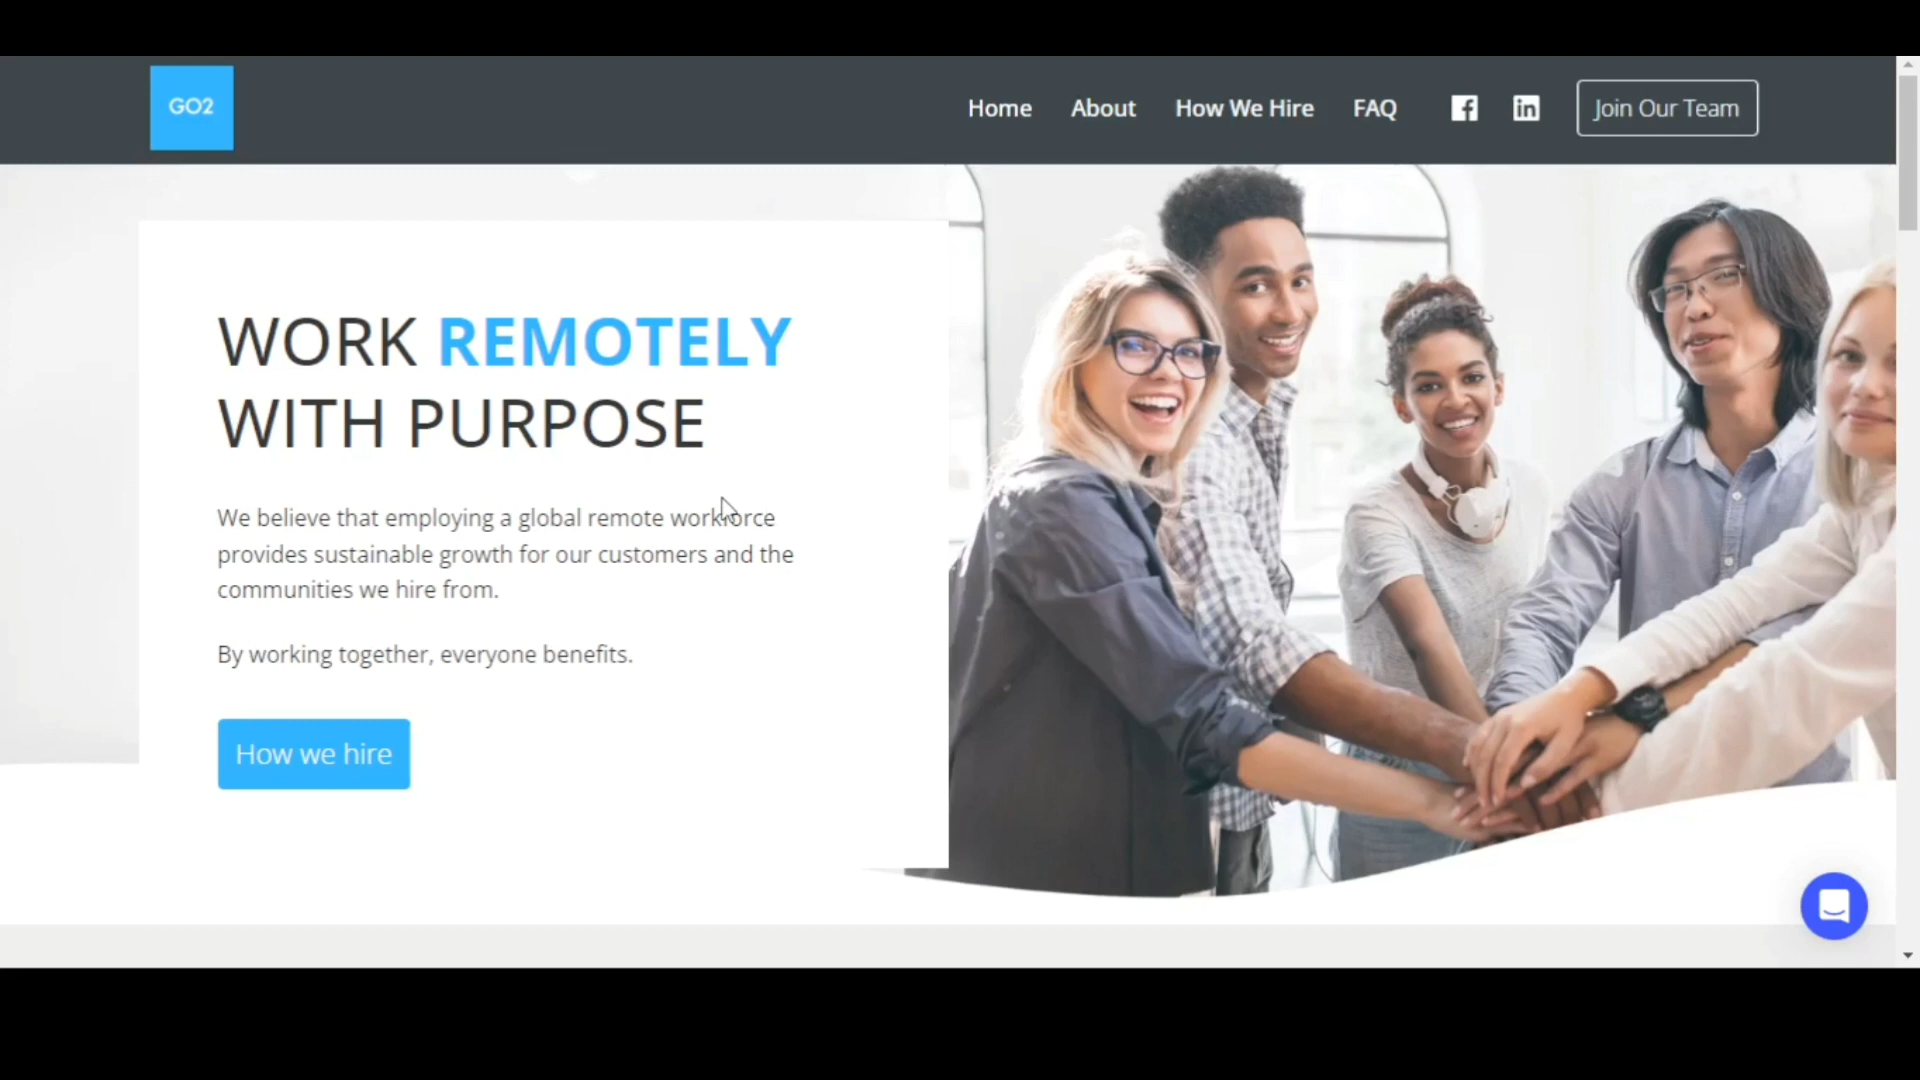 GO2
Home About How We Hire FAQ Join Our Team
WORK REMOTELY
WITH PURPOSE
We believe that employing a global remote workforce
provides sustainable growth for our customers and the
communities we hire from.
By working together, everyone benefits.
How we hire